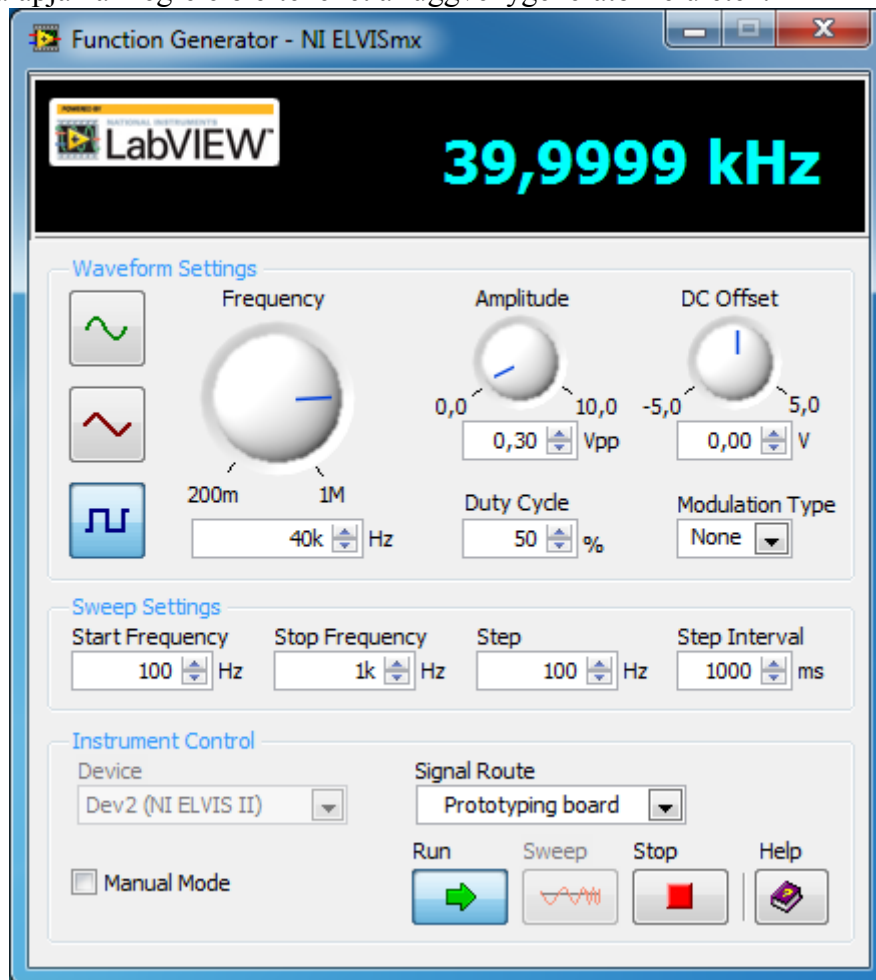 Function Generator - NI ELVISmx
POWERED BY
NATIONAL INSTRUMENTS
LabVIEW™
39,9999 kHz
Waveform Settings
Frequency
Amplitude
DC Offset
0,0
10,0
-5,0
5,0
0,30 Vpp
0,00 V
200m
1M
40k Hz
Duty Cycle
50 %
Modulation Type
None
Sweep Settings
Start Frequency
Stop Frequency
Step
Step Interval
100 Hz
1k Hz
100 Hz
1000 ms
Instrument Control
Device
Signal Route
Dev2 (NI ELVIS II)
Prototyping board
Run
Sweep
Stop
Help
Manual Mode